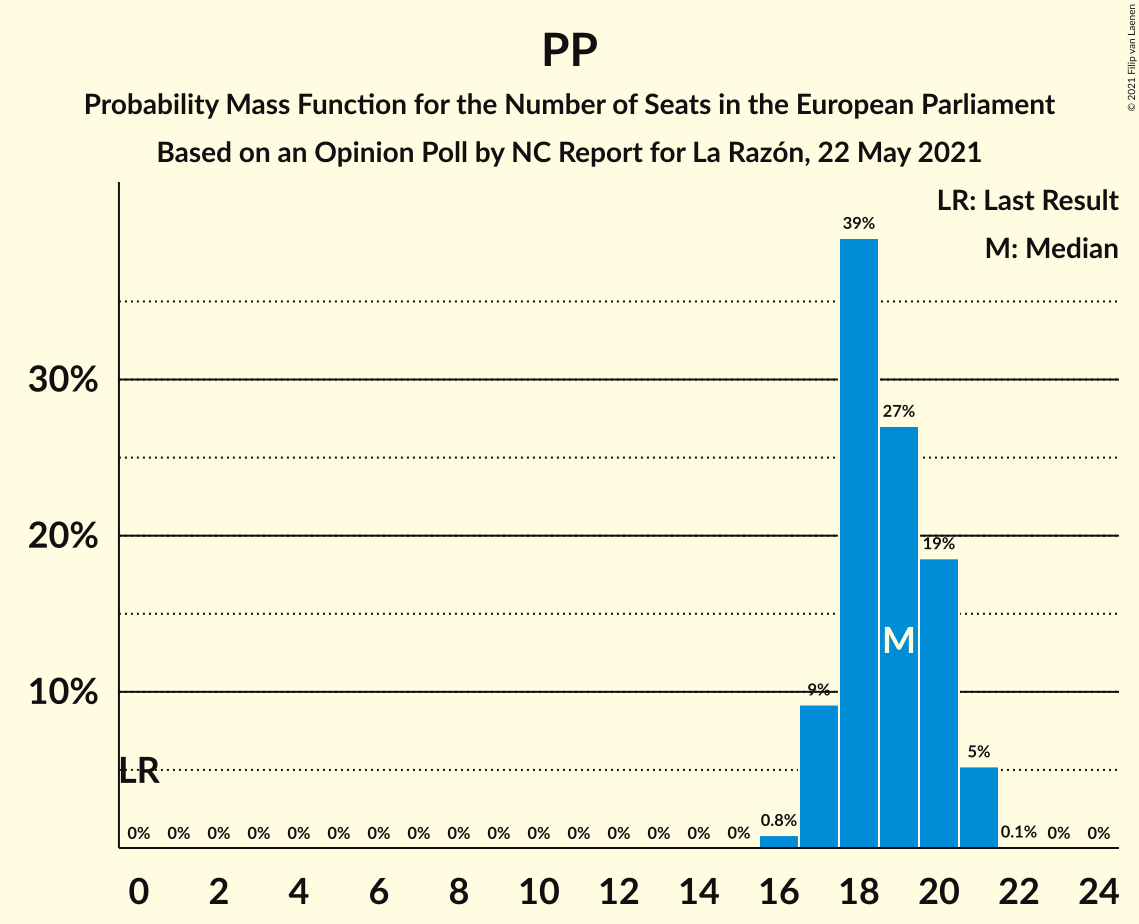 PP
Probability Mass Function for the Number of Seats in the European Parliament
Based on an Opinion Poll by NC Report for La Razón, 22 May 2021
© 2021 Filip van Laenen
LR: Last Result
M: Median
39%
30%
27%
20%
19%
M
10%
9%
5%
LR
0% 0% 0% 0% 0% 0% 0% 0% 0% 0% 0% 0% 0% 0% 0% 0% 0.8% 0.1% 0% 0%
0 2 4 6 8 10 12 14 16 18 20 22 24